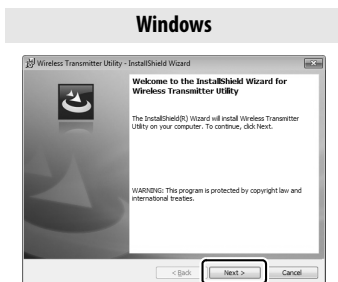 Windows
Wireless Transmitter Utility - InstallShield Wizard
Welcome to the InstallShield Wizard for
Wireless Transmitter Utility
The InstallShield(R) Wizard will install Wireless Transmitter
Utility on your computer. To continue, click Next.
WARNING: This program is protected by copyright law and
international treaties.
< Back Next > Cancel